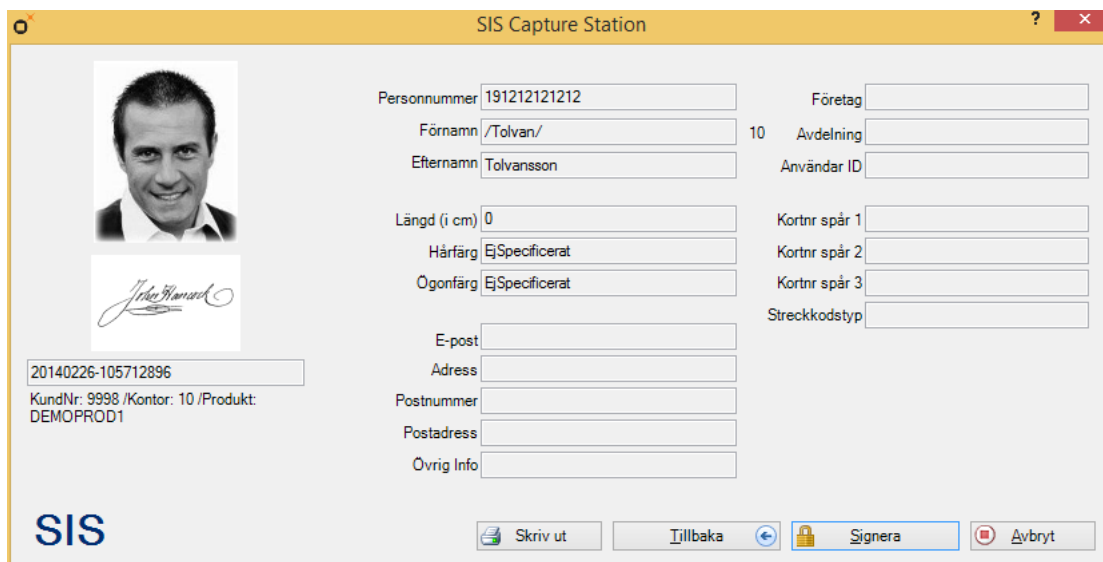 SIS Capture Station
?
Personnummer 191212121212
Förnamn /Tolvan/
Efternamn Tolvansson
Längd (i cm) 0
Hårfärg EjSpecificerat
Ögonfärg EjSpecificerat
E-post
Adress
Postnummer
Postadress
Övrig Info
Företag
10 Avdelning
Användar ID
Kortnr spår 1
Kortnr spår 2
Kortnr spår 3
Streckkodstyp
John Hancock
20140226-105712896
KundNr: 9998 /Kontor: 10 /Produkt:
DEMOPROD1
SIS
Skriv ut
Tillbaka
Signera
Avbryt